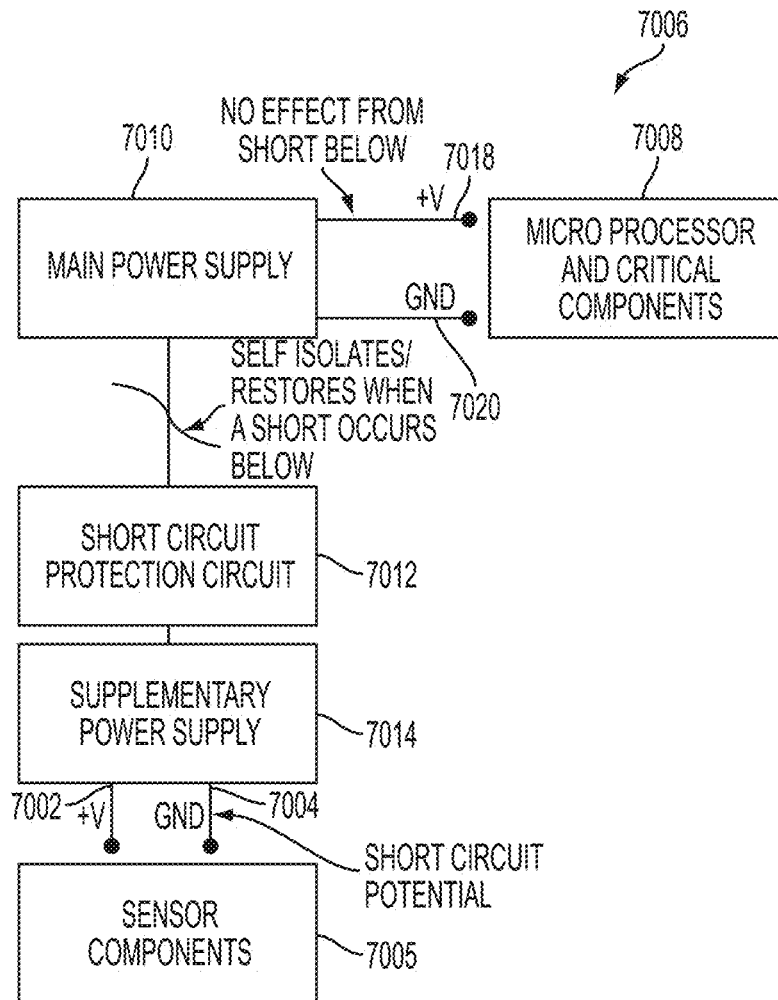 7006
NO EFFECT FROM
SHORT BELOW
7010
7018
7008
+V
MAIN POWER SUPPLY
MICRO PROCESSOR
AND CRITICAL
COMPONENTS
GND
7020
SELF ISOLATES/
RESTORES WHEN
A SHORT OCCURS
BELOW
SHORT CIRCUIT
PROTECTION CIRCUIT
7012
SUPPLEMENTARY
POWER SUPPLY
7014
7002
+V
GND
7004
SHORT CIRCUIT
POTENTIAL
SENSOR
COMPONENTS
7005